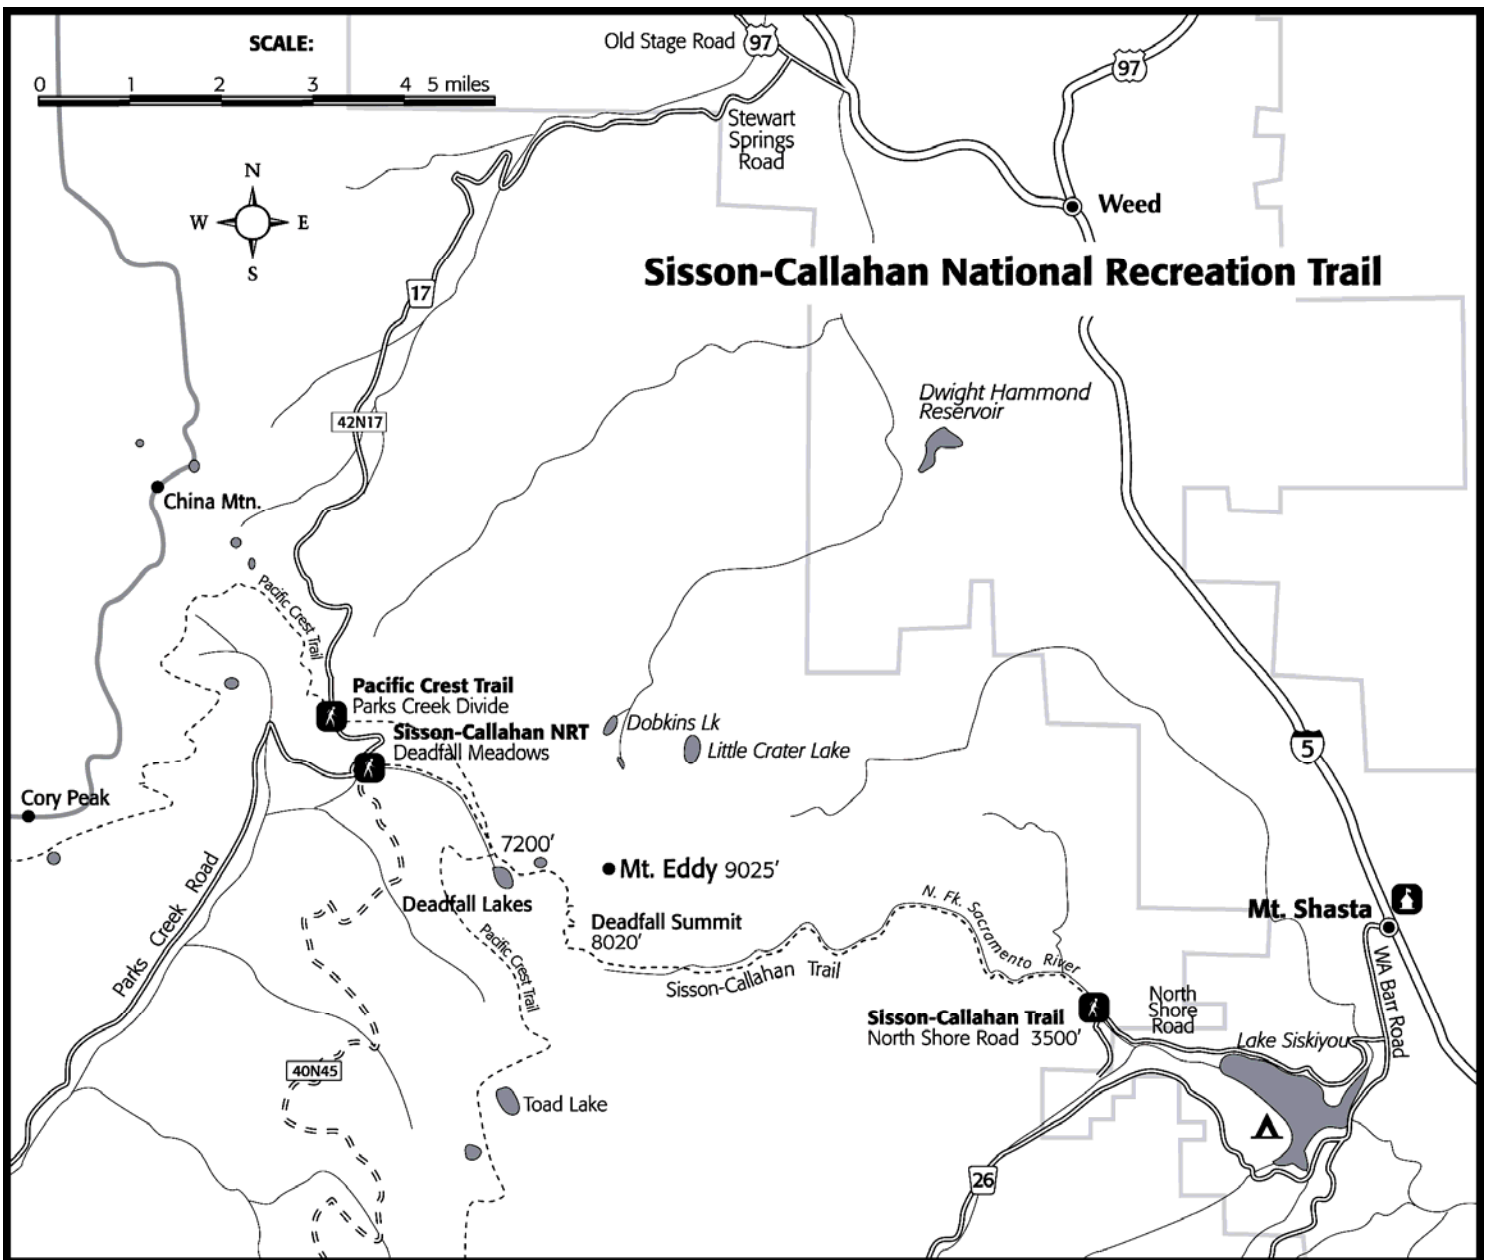 SCALE:
0 1 2 3 4 5 miles
Old Stage Road
97
97
Stewart
Springs
Road
N
W E
S
Weed
Sisson-Callahan National Recreation Trail
17
Dwight Hammond
Reservoir
42N17
China Mtn.
Pacific Crest Trail
Pacific Crest Trail
Parks Creek Divide
Sisson-Callahan NRT
Deadfall Meadows
Dobkins Lk
Little Crater Lake
5
Cory Peak
7200′
Mt. Eddy 9025′
Parks Creek Road
Deadfall Lakes
Deadfall Summit
8020′
N. Fk. Sacramento River
Mt. Shasta
Pacific Crest Trail
Sisson-Callahan Trail
WA Barr Road
Sisson-Callahan Trail
North Shore Road 3500′
North
Shore
Road
Lake Siskiyou
40N45
Toad Lake
26